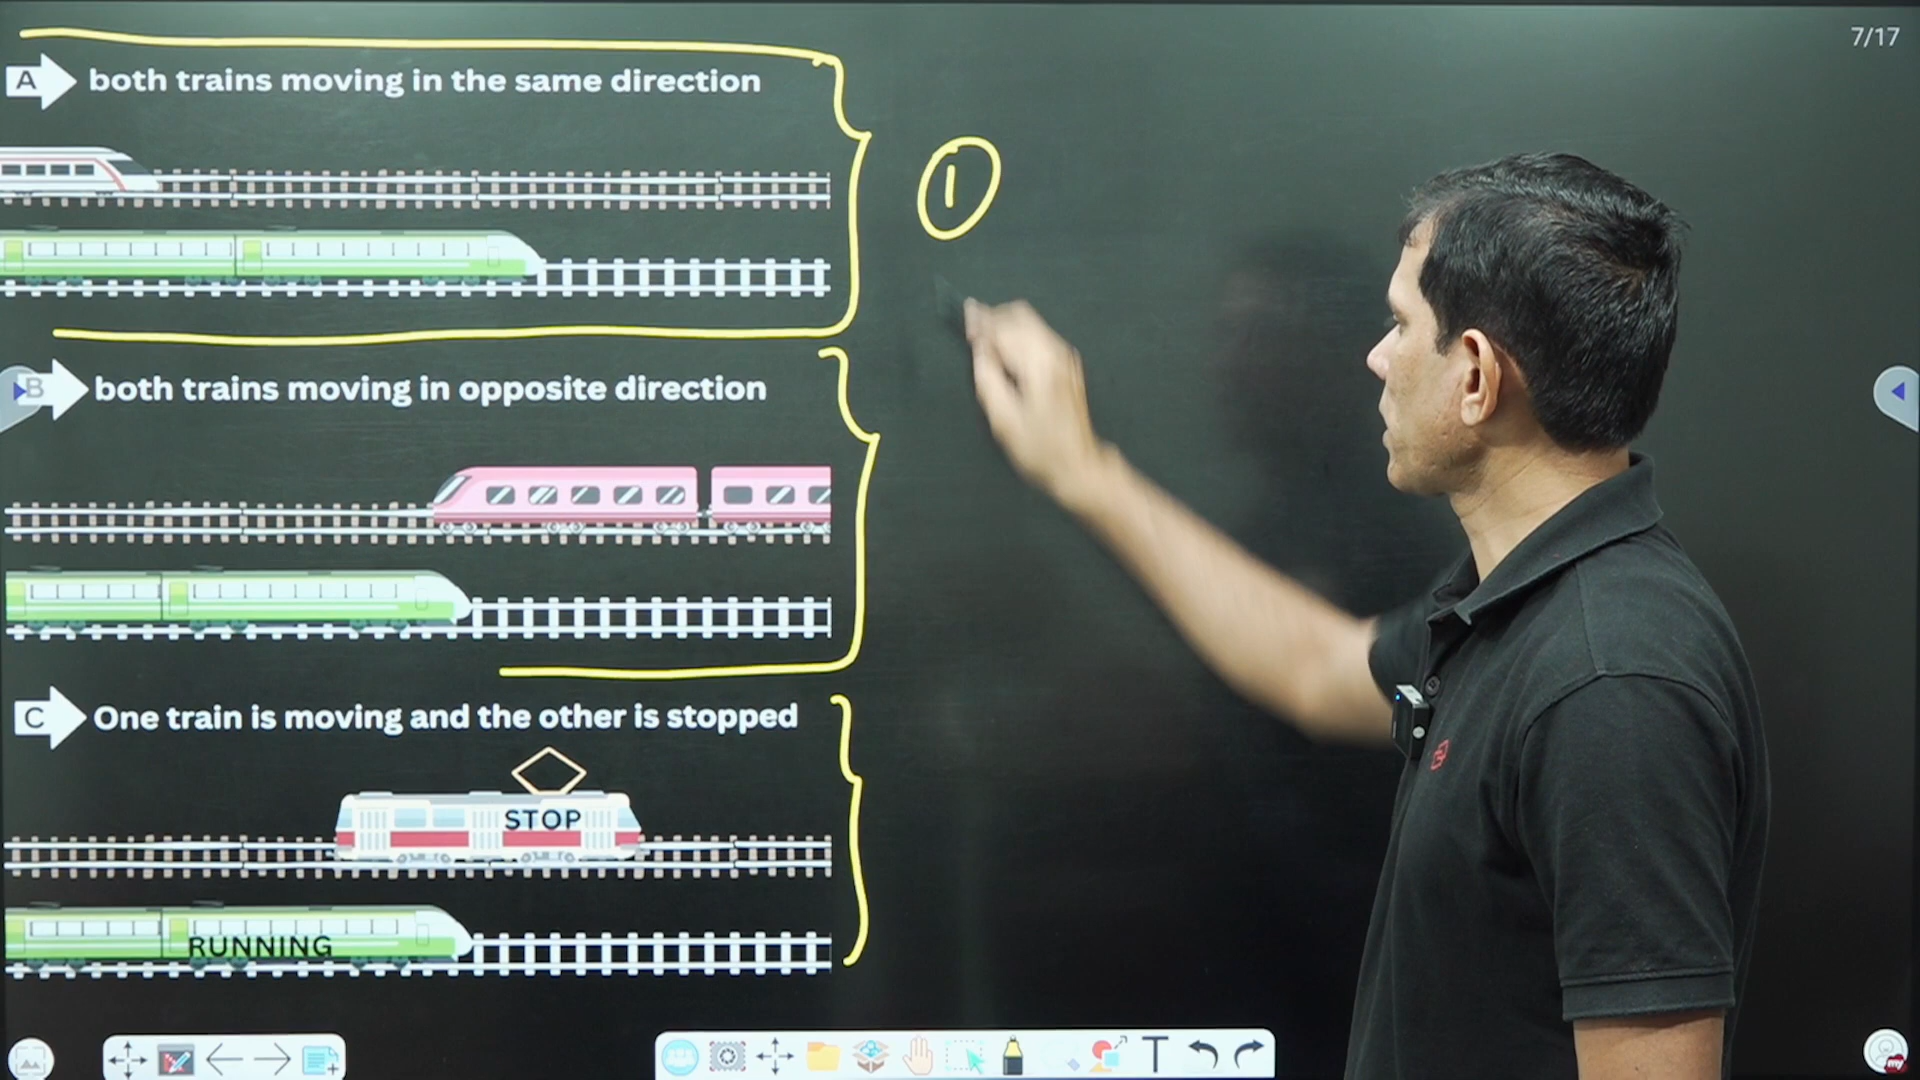 7/17
A both trains moving in the same direction
1
B both trains moving in opposite direction
C One train is moving and the other is stopped
STOP
RUNNING
T
my